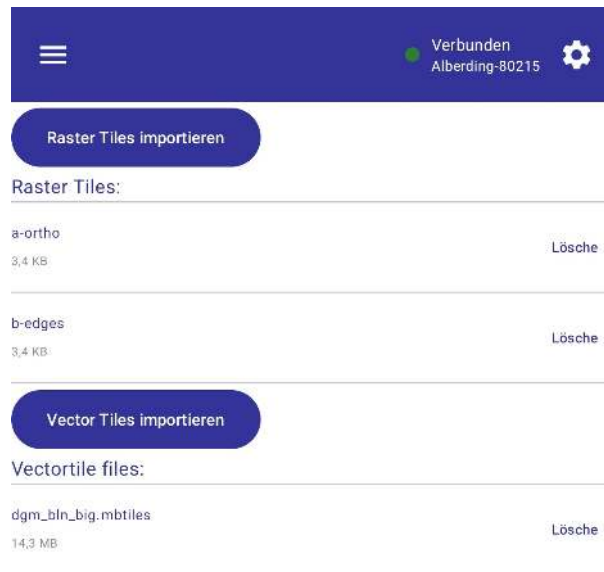 Verbunden
Alberding-80215
Raster Tiles importieren
Raster Tiles:
a-ortho
Lösche
3,4 KB
b-edges
Lösche
3,4 KB
Vector Tiles importieren
Vectortile files:
dgm_bln_big.mbtiles
Lösche
14,3 MB